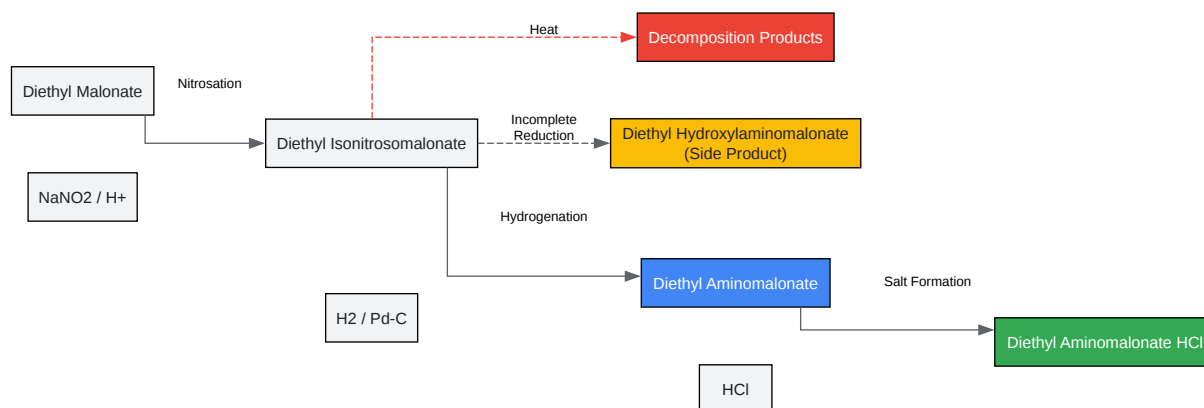 Heat
Decomposition Products
Diethyl Malonate
Nitrosation
Diethyl Isonitrosomalonate
Incomplete
Reduction
Diethyl Hydroxylaminomalonate
(Side Product)
NaNO2 / H+
Hydrogenation
Diethyl Aminomalonate
Salt Formation
H2 / Pd-C
Diethyl Aminomalonate HCl
HCl